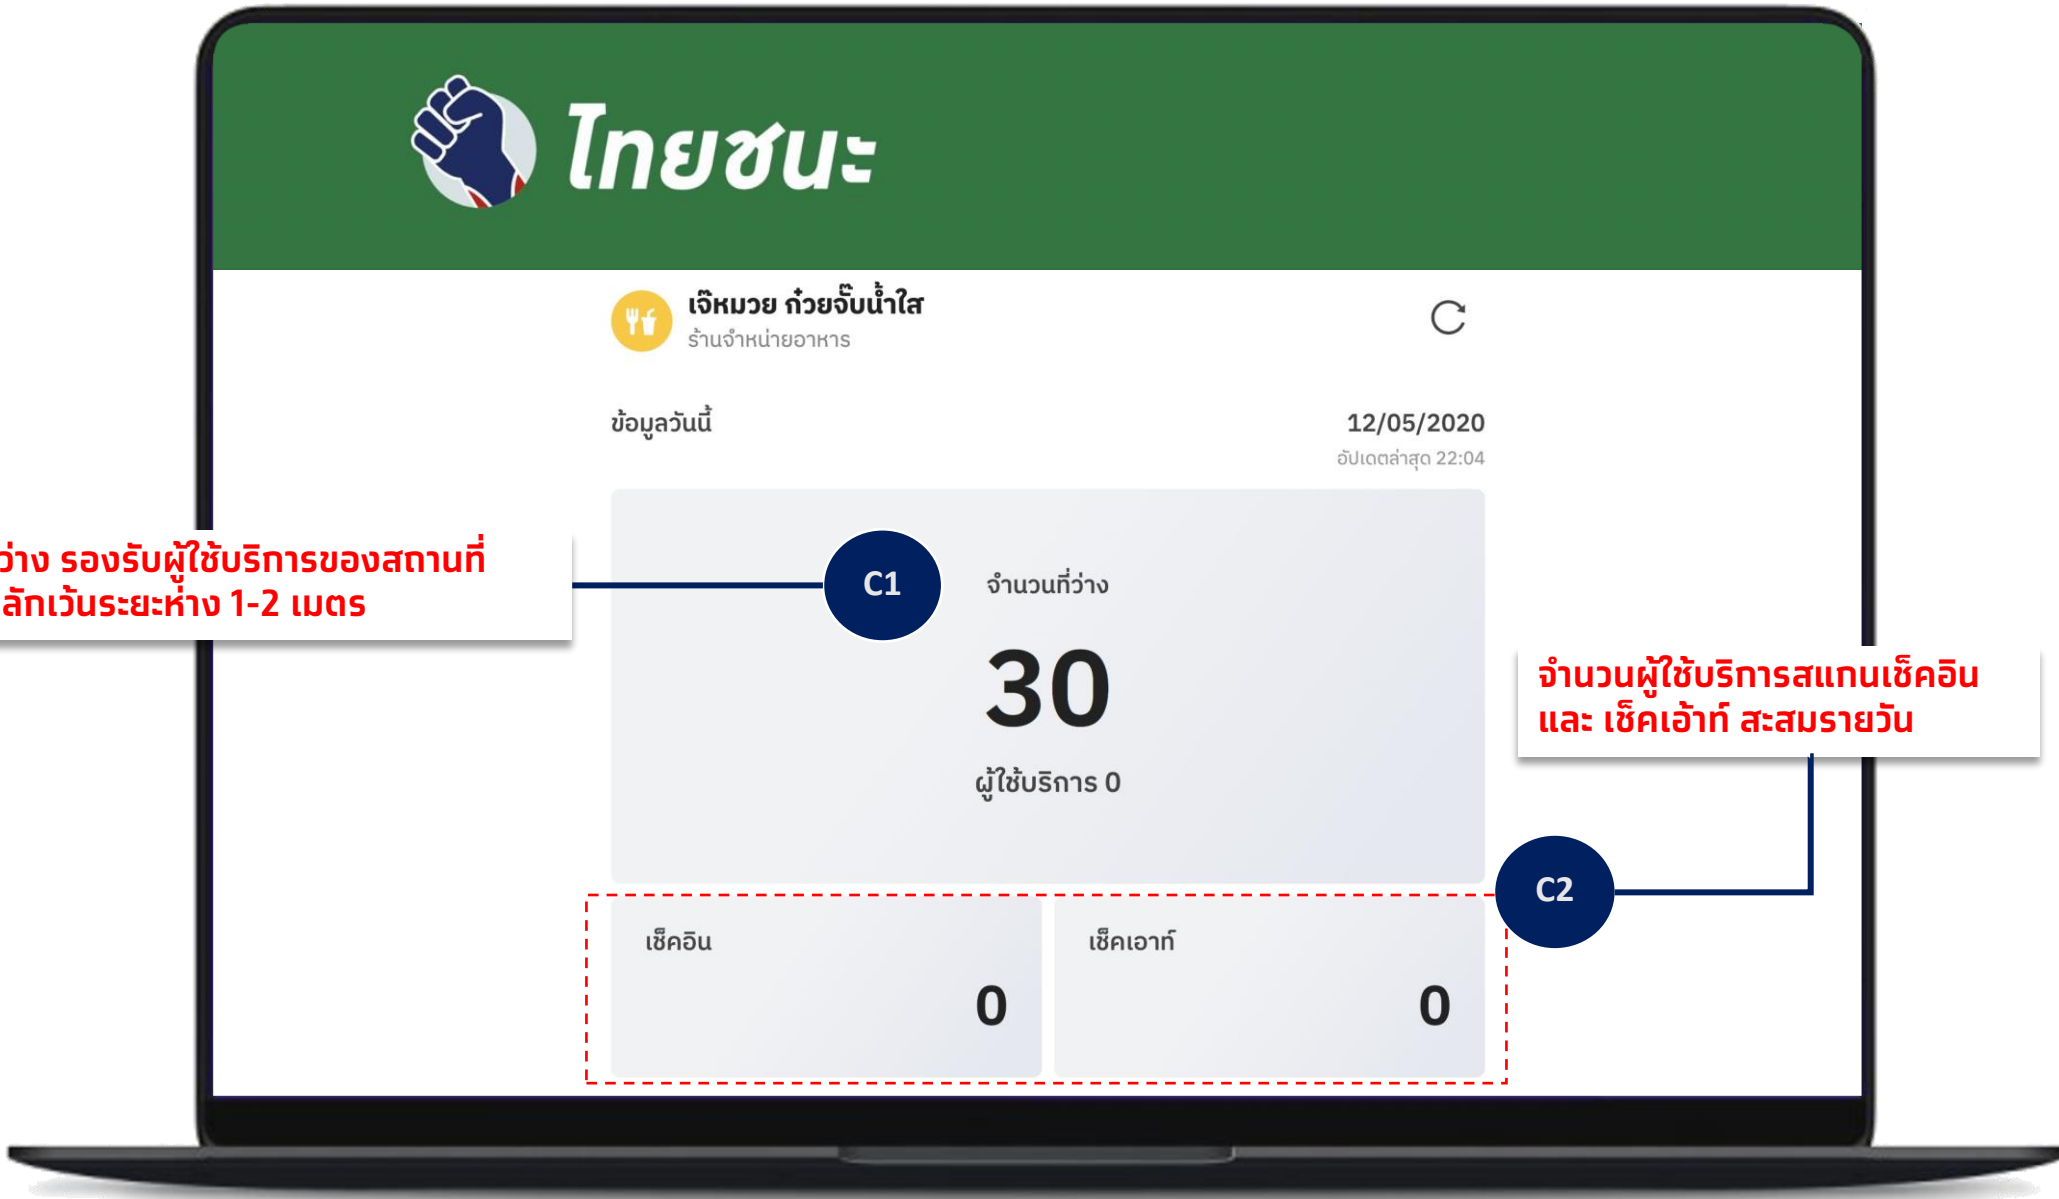 ไทยชนะ
เจ๊หมวย ก๋วยจั๊บน้ำใส
ร้านจำหน่ายอาหาร
ข้อมูลวันนี้
12/05/2020
อัปเดตล่าสุด 22:04
ว่าง รองรับผู้ใช้บริการของสถานที่
ลักเว้นระยะห่าง 1-2 เมตร
C1
จำนวนที่ว่าง
30
ผู้ใช้บริการ 0
จำนวนผู้ใช้บริการสแกนเช็คอิน
และ เช็คเอ้าท์ สะสมรายวัน
C2
เช็คอิน
0
เช็คเอาท์
0